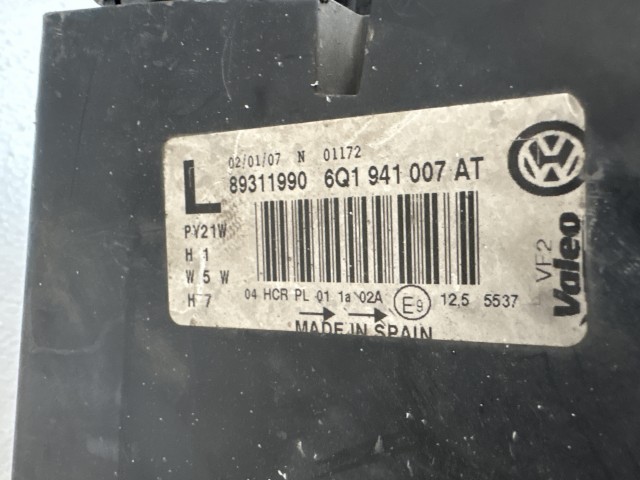 L
02/01/07 N 01172
89311990 6Q1 941 007 AT
PY21W
H 1
W 5 W
H 7
04 HCR PL 01 1a 02A E9 12,5 5537
MADE IN SPAIN
VF2
Valeo